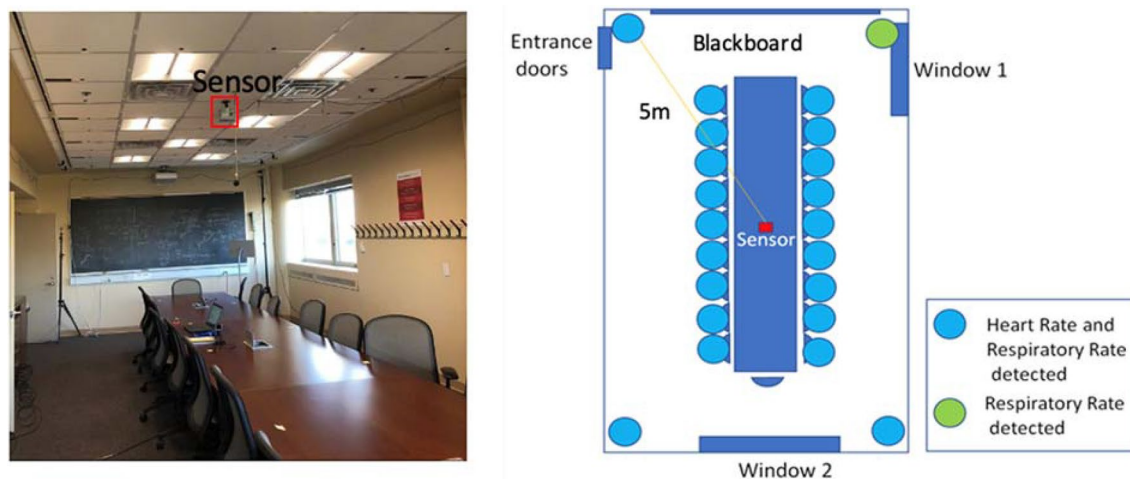 Sensor
Entrance
doors
Blackboard
Window 1
5m
Sensor
Heart Rate and
Respiratory Rate
detected
Respiratory Rate
detected
Window 2